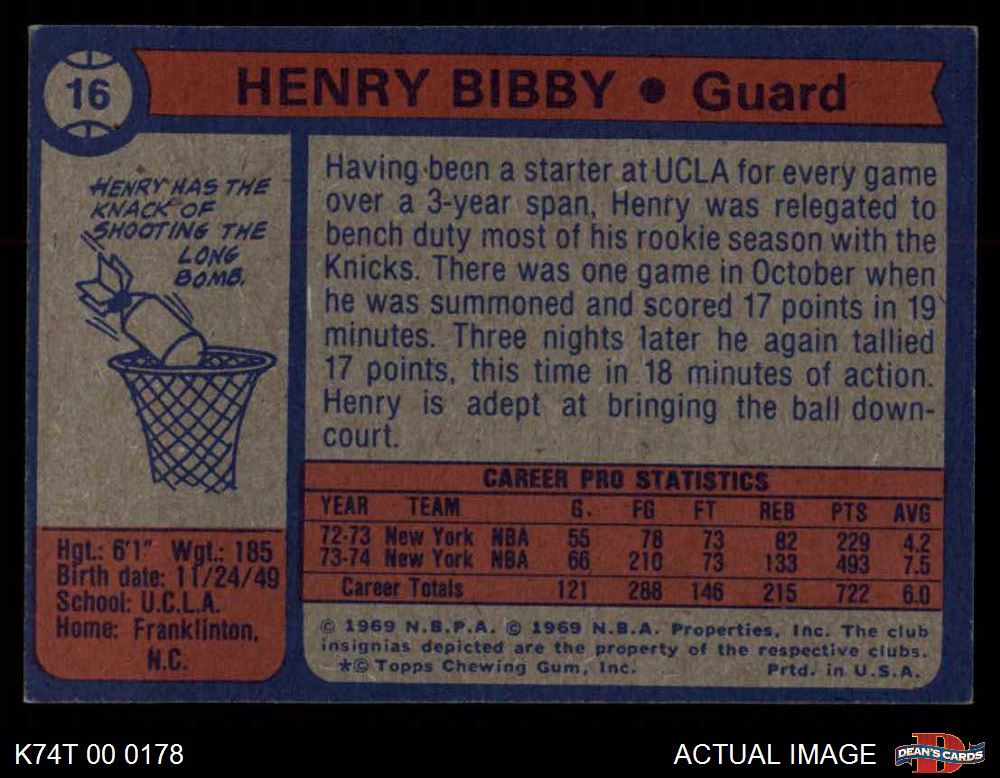 16
HENRY BIBBY • Guard
HENRY HAS THE
KNACK OF
SHOOTING THE
LONG
BOMB.
Having been a starter at UCLA for every game
over a 3-year span, Henry was relegated to
bench duty most of his rookie season with the
Knicks. There was one game in October when
he was summoned and scored 17 points in 19
minutes. Three nights later he again tallied
17 points, this time in 18 minutes of action.
Henry is adept at bringing the ball down-
court.
CAREER PRO STATISTICS
YEAR TEAM G. FG FT REB PTS AVG
72-73 New York NBA 55 78 73 82 229 4.2
73-74 New York NBA 66 210 73 133 493 7.5
Career Totals 121 288 146 215 722 6.0
Hgt.: 6'1" Wgt.: 185
Birth date: 11/24/49
School: U.C.L.A.
Home: Franklinton,
N.C.
© 1969 N.B.P.A. © 1969 N.B.A. Properties, Inc. The club
insignias depicted are the property of the respective clubs.
*© Topps Chewing Gum, Inc. Prtd. in U.S.A.
K74T 00 0178
ACTUAL IMAGE
DEAN'S CARDS